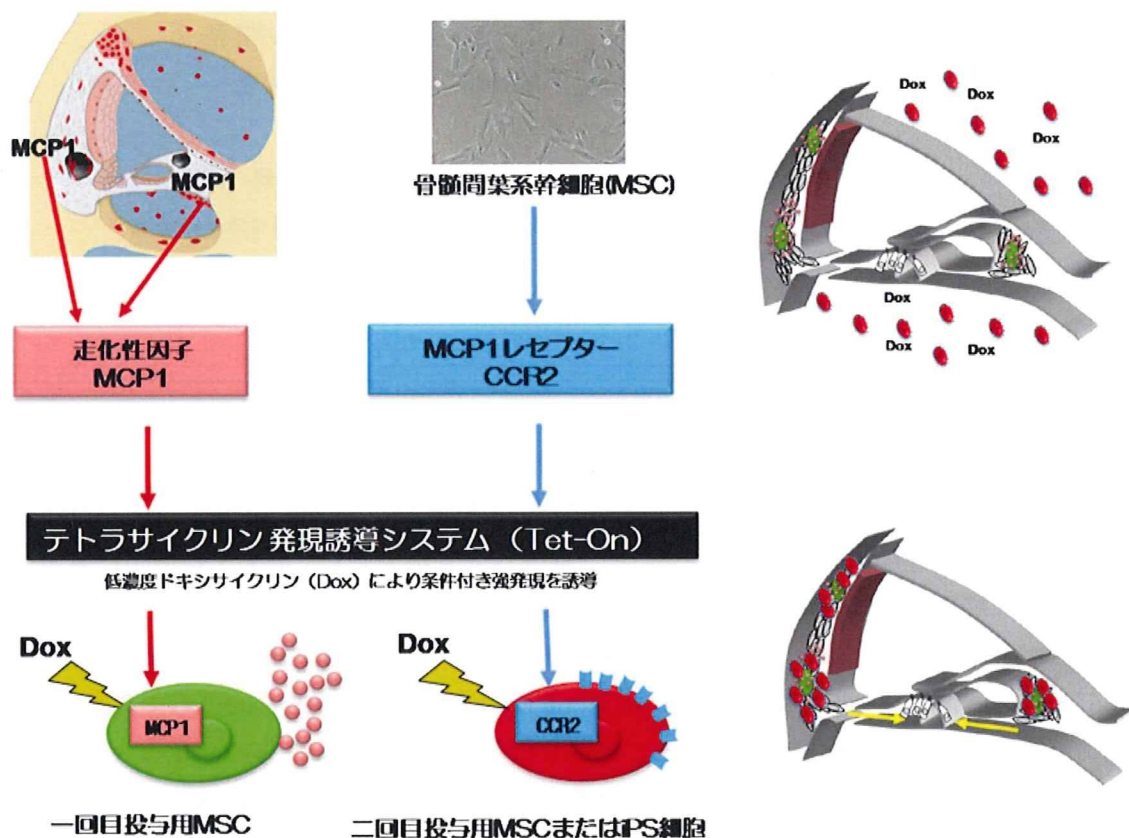 MCP1
MCP1
骨髄間葉系幹細胞(MSC)
走化性因子
MCP1
MCP1レセプター
CCR2
テトラサイクリン発現誘導システム（Tet-On）
低濃度ドキシサイクリン（Dox）により条件付き強発現を誘導
Dox
MCP1
一回目投与用MSC
Dox
CCR2
二回目投与用MSCまたはiPS細胞
Dox
Dox
Dox
Dox
Dox
Dox